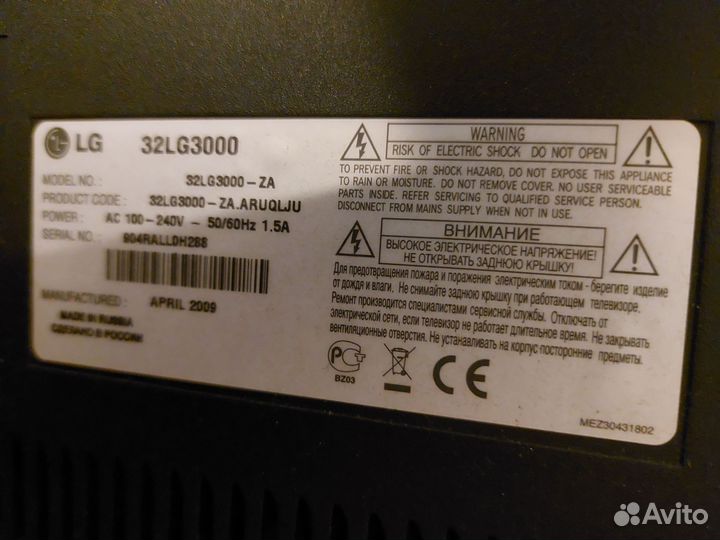 LG 32LG3000
MODEL NO.: 32LG3000-ZA
PRODUCT CODE: 32LG3000-ZA.ARUQLJU
POWER: AC 100-240V ~ 50/60Hz 1.5A
SERIAL NO.: 904RALL0H288
MANUFACTURED: APRIL 2009
MADE IN RUSSIA
СДЕЛАНО В РОССИИ
WARNING
RISK OF ELECTRIC SHOCK DO NOT OPEN
TO PREVENT FIRE OR SHOCK HAZARD, DO NOT EXPOSE THIS APPLIANCE
TO RAIN OR MOISTURE. DO NOT REMOVE COVER. NO USER SERVICEABLE
PARTS INSIDE. REFER SERVICING TO QUALIFIED SERVICE PERSON.
DISCONNECT MAINS SUPPLY WHEN NOT IN USE.
ВНИМАНИЕ
ВЫСОКОЕ ЭЛЕКТРИЧЕСКОЕ НАПРЯЖЕНИЕ!
НЕ ОТКРЫВАТЬ ЗАДНЮЮ КРЫШКУ!
Для предотвращения пожара и поражения электрическим током - берегите изделие
от дождя и влаги. Не снимайте заднюю крышку при работающем телевизоре.
Ремонт производится специалистами сервисной службы. Отключать от
электрической сети, если телевизор не работает длительное время. Не закрывать
вентиляционные отверстия. Не устанавливать на корпус посторонние предметы.
РСТ
BZ03
CE
MEZ30431802
Avito